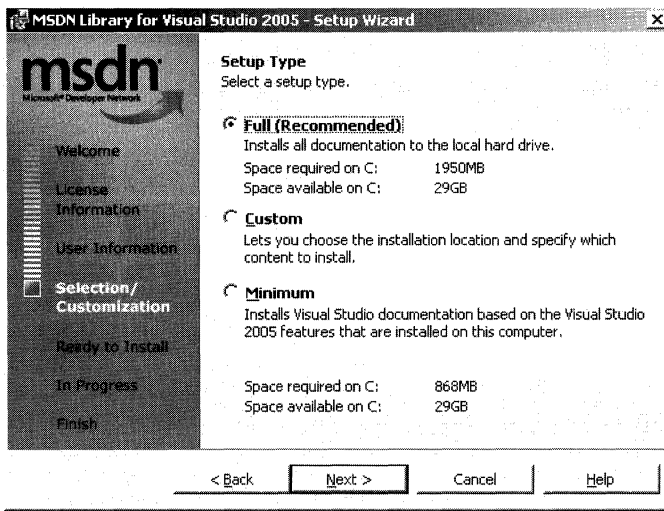 MSDN Library for Visual Studio 2005 - Setup Wizard
msdn
Microsoft® Developer Network
Welcome
License
Information
User Information
Selection/
Customization
Ready to Install
In Progress
Finish
Setup Type
Select a setup type.
Full (Recommended)
Installs all documentation to the local hard drive.
Space required on C: 1950MB
Space available on C: 29GB
Custom
Lets you choose the installation location and specify which
content to install.
Minimum
Installs Visual Studio documentation based on the Visual Studio
2005 features that are installed on this computer.
Space required on C: 868MB
Space available on C: 29GB
< Back Next > Cancel Help